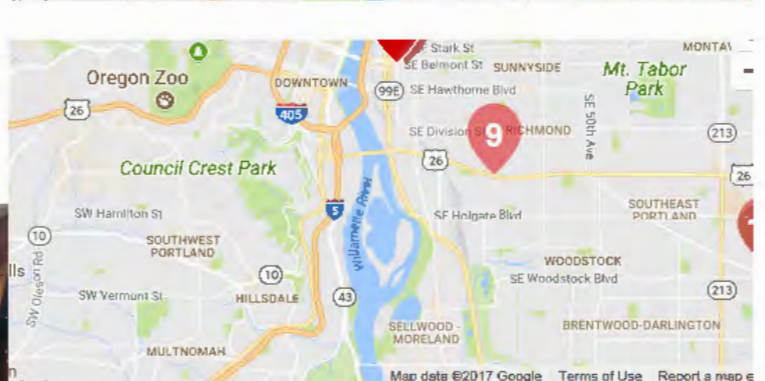 SE Stark St
MONTAV
Oregon Zoo
DOWNTOWN
SE Belmont St
SUNNYSIDE
Mt. Tabor
Park
99E
SE Hawthorne Blvd
26
405
SE Division S
RICHMOND
9
SE 50th Ave
213
Council Crest Park
26
26
SW Hamilton St
5
Willamette River
SE Holgate Blvd
SOUTHEAST
PORTLAND
10
SOUTHWEST
PORTLAND
lls
SW Oleson Rd
10
WOODSTOCK
SE Woodstock Blvd
SW Vermont St
HILLSDALE
43
213
SELLWOOD -
MORELAND
BRENTWOOD-DARLINGTON
MULTNOMAH
n
Map data ©2017 Google Terms of Use Report a map e